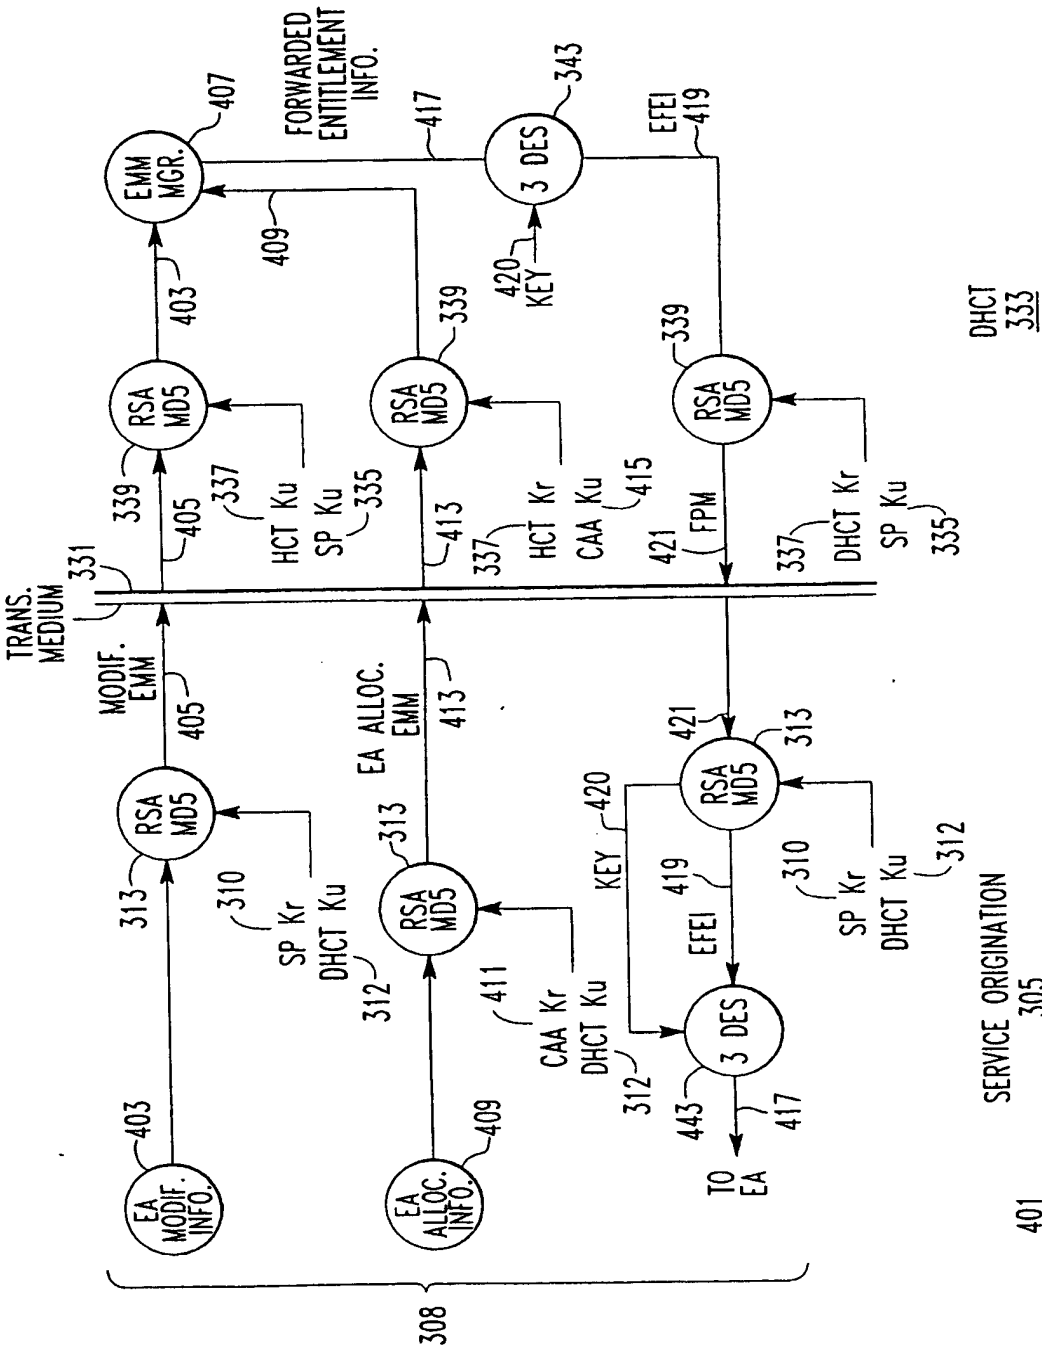 TRANS.
MEDIUM
331
EA
MODIF.
INFO.
403
RSA
MD5
313
310
SP Kr
DHCT Ku
312
MODIF.
EMM
405
405
RSA
MD5
339
337
HCT Ku
SP Ku
335
403
EMM
MGR.
407
409
FORWARDED
ENTITLEMENT
INFO.
417
EA
ALLOC.
INFO.
409
RSA
MD5
313
411
CAA Kr
DHCT Ku
312
EA ALLOC.
EMM
413
413
RSA
MD5
339
337
HCT Kr
CAA Ku
415
420
KEY
3 DES
343
EFEI
419
308
TO
EA
417
3 DES
443
EFEI
419
KEY
420
RSA
MD5
313
310
SP Kr
DHCT Ku
312
421
421
FPM
RSA
MD5
339
337
DHCT Kr
SP Ku
335
SERVICE ORIGINATION
305
DHCT
333
401